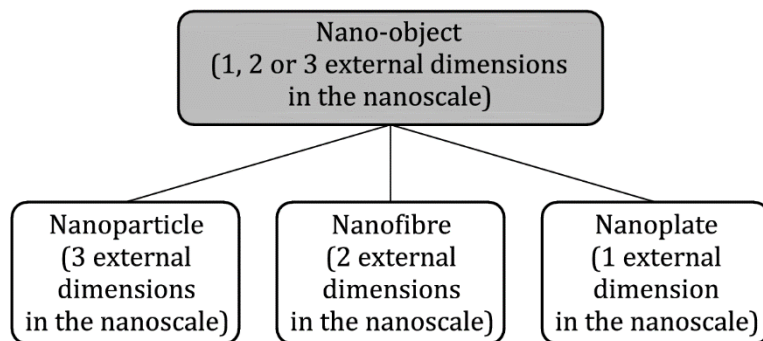 Nano-object
(1, 2 or 3 external dimensions
in the nanoscale)
Nanoparticle
(3 external
dimensions
in the nanoscale)
Nanofibre
(2 external
dimensions
in the nanoscale)
Nanoplate
(1 external
dimension
in the nanoscale)